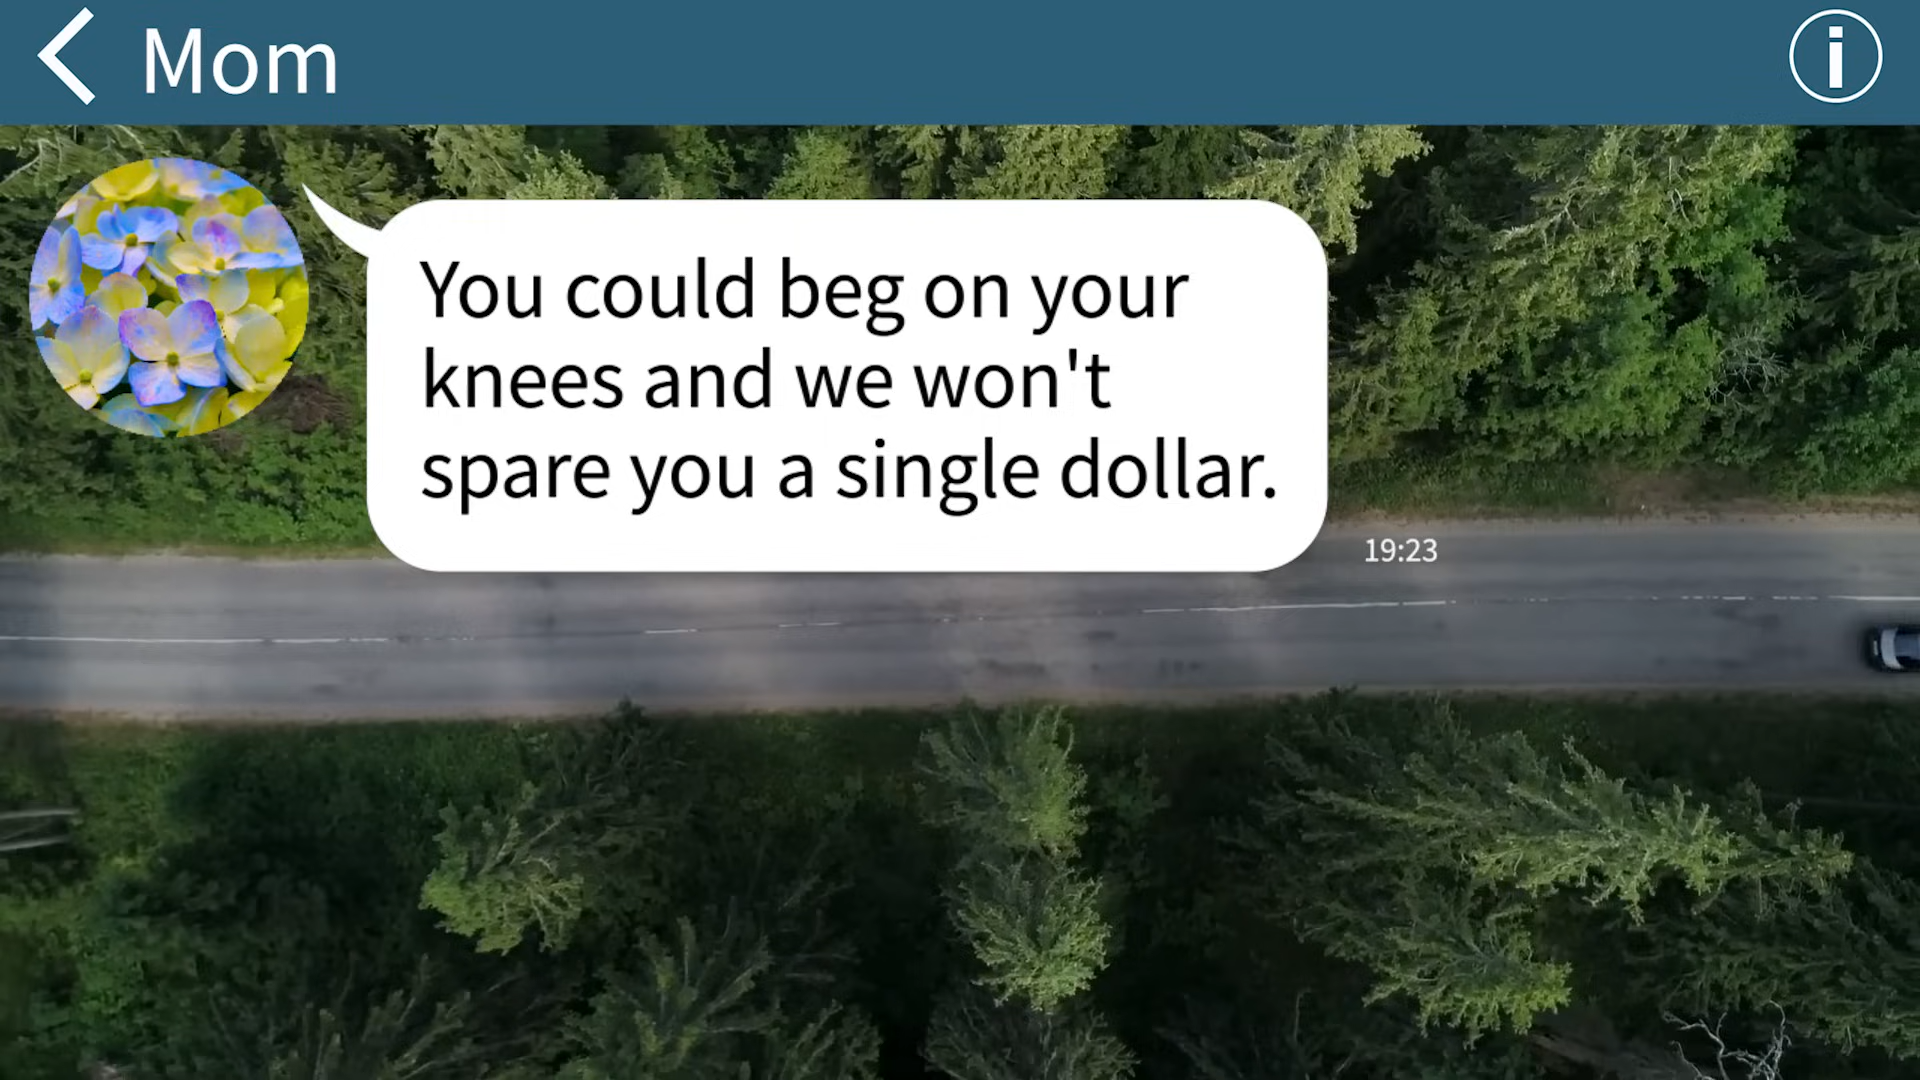 Mom
You could beg on your
knees and we won't
spare you a single dollar.
19:23